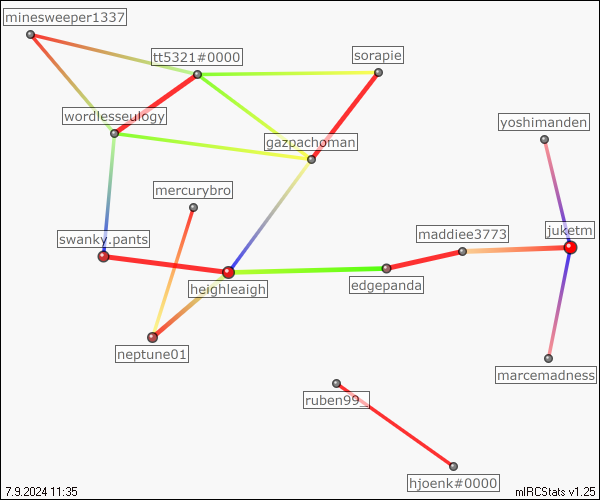 minesweeper1337
tt5321#0000
sorapie
wordlesseulogy
gazpachoman
yoshimanden
mercurybro
swanky.pants
maddiee3773
juketm
heighleaigh
edgepanda
neptune01
marcemadness
ruben99_
hjoenk#0000
7.9.2024 11:35
mIRCStats v1.25